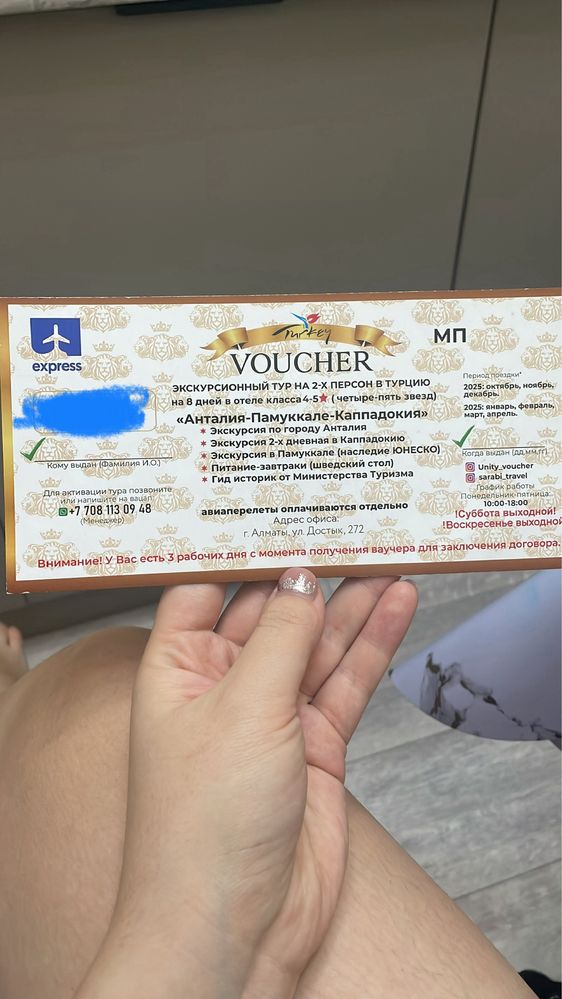 express
Turkey
VOUCHER
МП
ЭКСКУРСИОННЫЙ ТУР НА 2-Х ПЕРСОН В ТУРЦИЮ
на 8 дней в отеле класса 4-5★ ( четыре-пять звезд)
«Анталия-Памуккале-Каппадокия»
★ Экскурсия по городу Анталия
★ Экскурсия 2-х дневная в Каппадокию
★ Экскурсия в Памуккале (наследие ЮНЕСКО)
★ Питание-завтраки (шведский стол)
★ Гид историк от Министерства Туризма
авиаперелеты оплачиваются отдельно
Адрес офиса:
г. Алматы, ул. Достык, 272
Кому выдан (Фамилия И.О.)
Для активации тура позвоните
или напишите на вацап:
+7 708 113 09 48
(Менеджер)
Период поездки*
2025: октябрь, ноябрь,
декабрь.
2025: январь, февраль,
март, апрель.
Когда выдан (дд.мм.гг).
Unity_voucher
sarabi_travel
График работы
Понедельник-пятница:
10:00-18:00
!Суббота выходной!
!Воскресенье выходной
Внимание! У Вас есть 3 рабочих дня с момента получения ваучера для заключения договора.